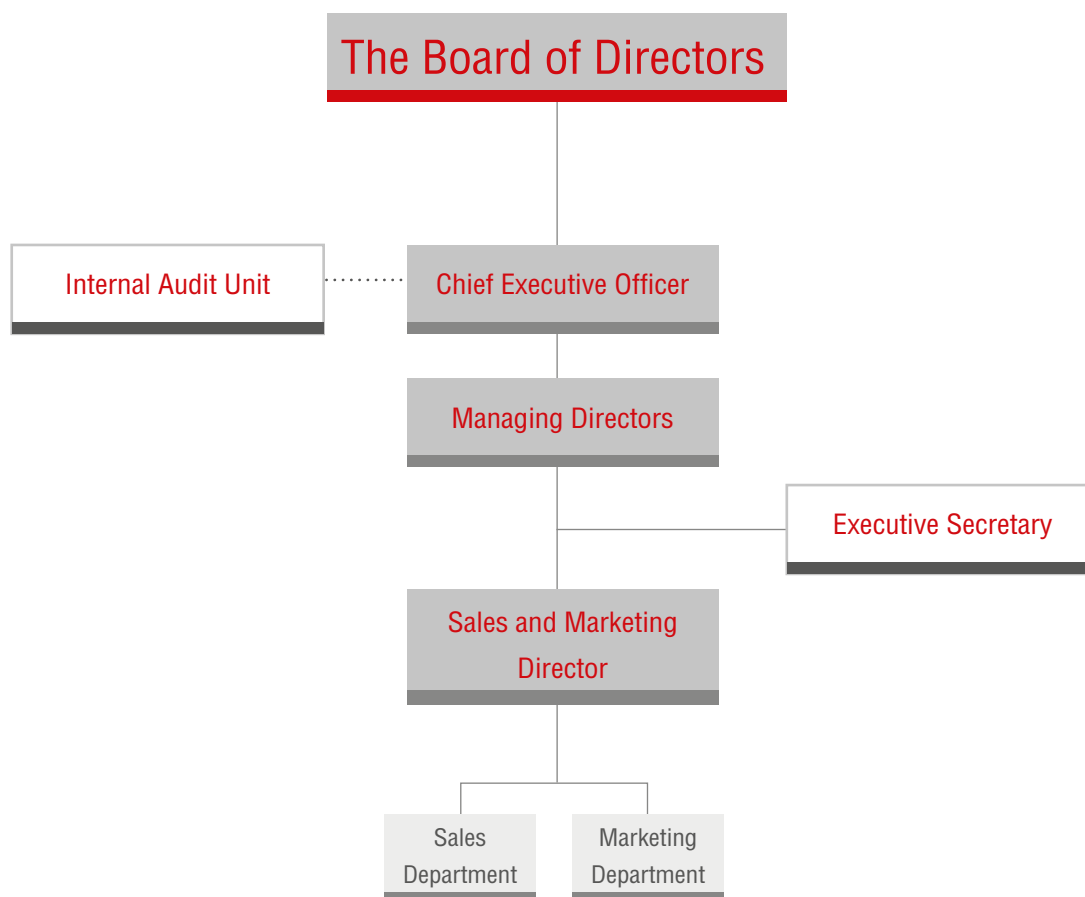 The Board of Directors
Internal Audit Unit
Chief Executive Officer
Managing Directors
Executive Secretary
Sales and Marketing
Director
Sales
Department
Marketing
Department